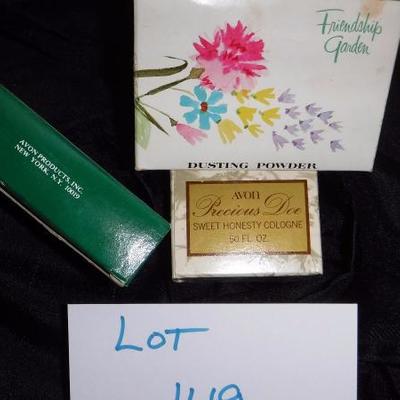 Friendship
Garden
DUSTING POWDER
AVON PRODUCTS, INC.
NEW YORK, N.Y. 10019
AVON
Precious Doe
SWEET HONESTY COLOGNE
.50 FL. OZ.
LOT